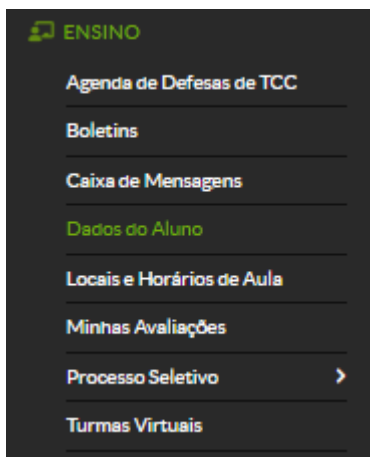 ENSINO
Agenda de Defesas de TCC
Boletins
Caixa de Mensagens
Dados do Aluno
Locais e Horários de Aula
Minhas Avaliações
Processo Seletivo
Turmas Virtuais